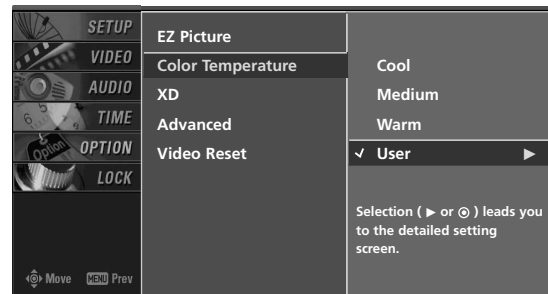 SETUP
VIDEO
AUDIO
TIME
OPTION
LOCK
Move MENU Prev
EZ Picture
Color Temperature
XD
Advanced
Video Reset
Cool
Medium
Warm
✓ User ▶
Selection ( ▶ or ⊙ ) leads you
to the detailed setting
screen.
Option